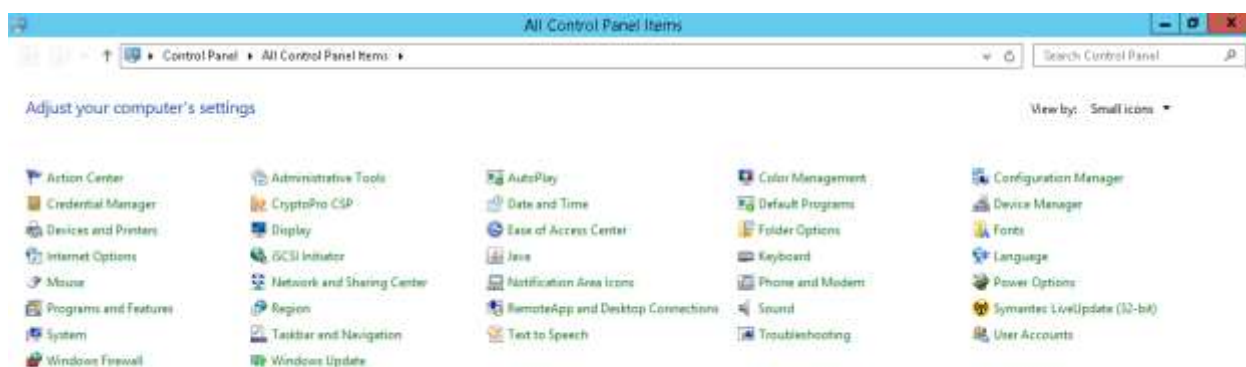 All Control Panel Items
Control Panel All Control Panel Items Search Control Panel
Adjust your computer's settings View by: Small icons
Action Center Administrative Tools AutoPlay Color Management Configuration Manager
Credential Manager CryptoPro CSP Date and Time Default Programs Device Manager
Devices and Printers Display Ease of Access Center Folder Options Fonts
Internet Options iSCSI Initiator Java Keyboard Language
Mouse Network and Sharing Center Notification Area Icons Phone and Modem Power Options
Programs and Features Region RemoteApp and Desktop Connections Sound Symantec LiveUpdate (32-bit)
System Taskbar and Navigation Text to Speech Troubleshooting User Accounts
Windows Firewall Windows Update